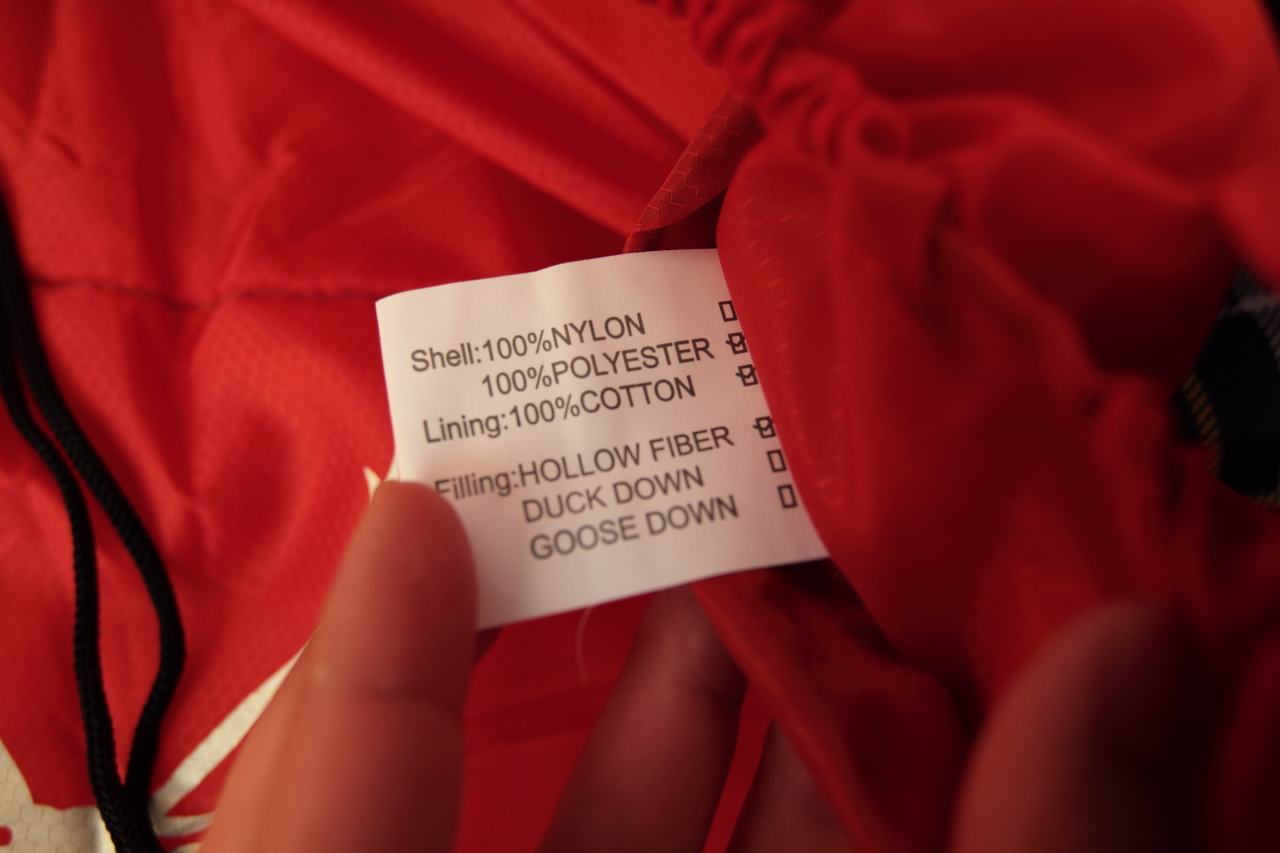 Shell:100%NYLON ☐
100%POLYESTER ☑
Lining:100%COTTON ☑
Filling:HOLLOW FIBER ☑
DUCK DOWN ☐
GOOSE DOWN ☐